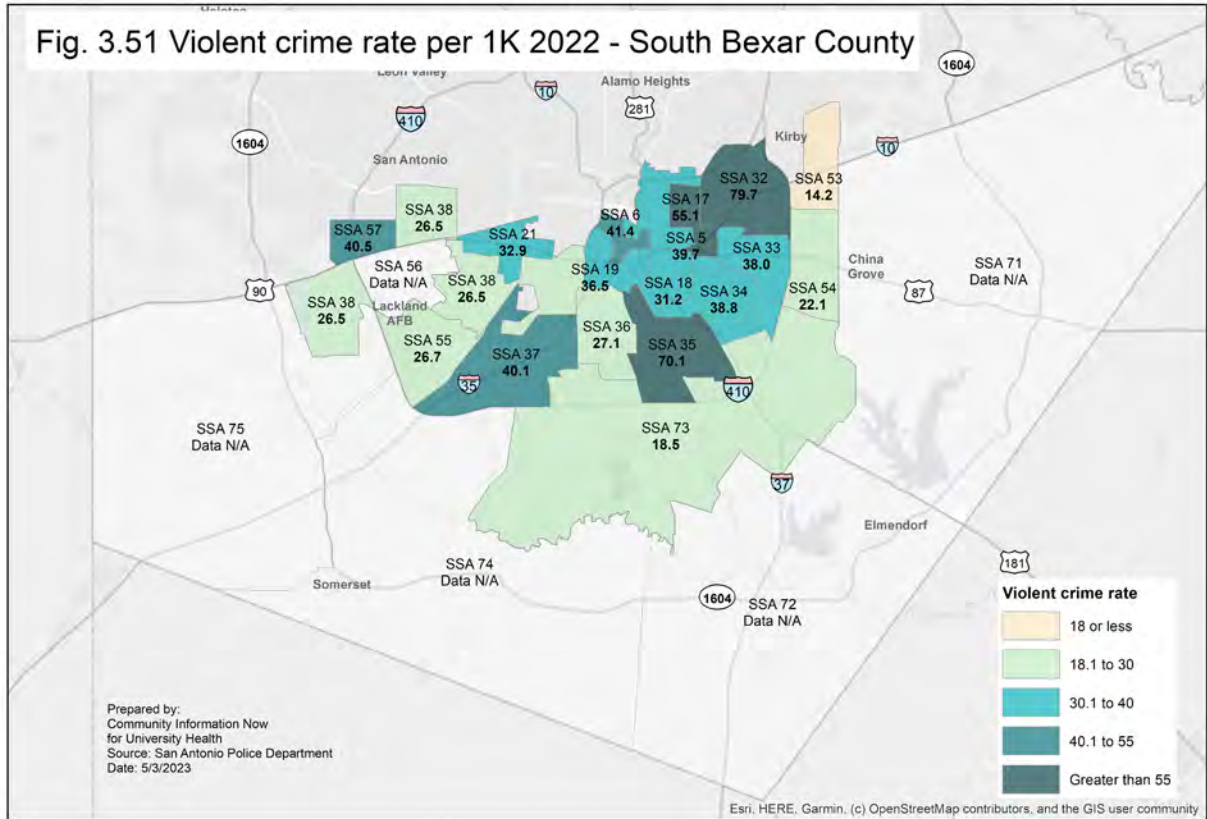 Fig. 3.51 Violent crime rate per 1K 2022 - South Bexar County
Leon Valley
Alamo Heights
1604
10
281
410
Kirby
1604
10
San Antonio
SSA 38
26.5
SSA 57
40.5
SSA 21
32.9
SSA 6
41.4
SSA 17
55.1
SSA 32
79.7
SSA 53
14.2
SSA 5
39.7
SSA 33
38.0
China
Grove
SSA 71
Data N/A
SSA 56
Data N/A
SSA 38
26.5
SSA 19
36.5
SSA 18
31.2
SSA 34
38.8
SSA 54
22.1
90
87
SSA 38
26.5
Lackland
AFB
SSA 55
26.7
SSA 37
40.1
SSA 36
27.1
SSA 35
70.1
35
410
SSA 75
Data N/A
SSA 73
18.5
37
Elmendorf
181
SSA 74
Data N/A
Somerset
1604
SSA 72
Data N/A
Violent crime rate
18 or less
18.1 to 30
30.1 to 40
40.1 to 55
Greater than 55
Prepared by:
Community Information Now
for University Health
Source: San Antonio Police Department
Date: 5/3/2023
Esri, HERE, Garmin, (c) OpenStreetMap contributors, and the GIS user community